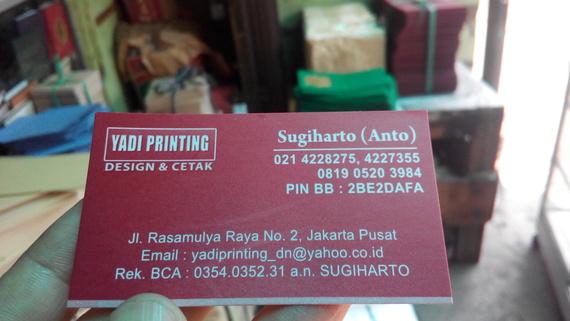 YADI PRINTING
DESIGN & CETAK
Sugiharto (Anto)
021 4228275, 4227355
0819 0520 3984
PIN BB : 2BE2DAFA
Jl. Rasamulya Raya No. 2, Jakarta Pusat
Email : yadiprinting_dn@yahoo.co.id
Rek. BCA : 0354.0352.31 a.n. SUGIHARTO